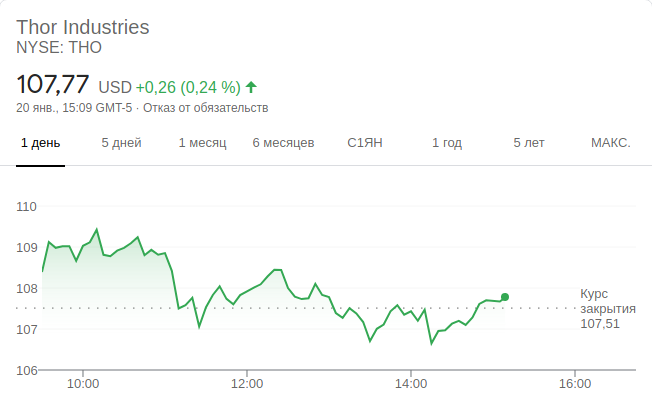 Thor Industries
NYSE: THO
107,77 USD +0,26 (0,24 %)
20 янв., 15:09 GMT-5 · Отказ от обязательств
1 день 5 дней 1 месяц 6 месяцев С1ЯН 1 год 5 лет МАКС.
110
109
108
107
106
Курс
закрытия
107,51
10:00 12:00 14:00 16:00